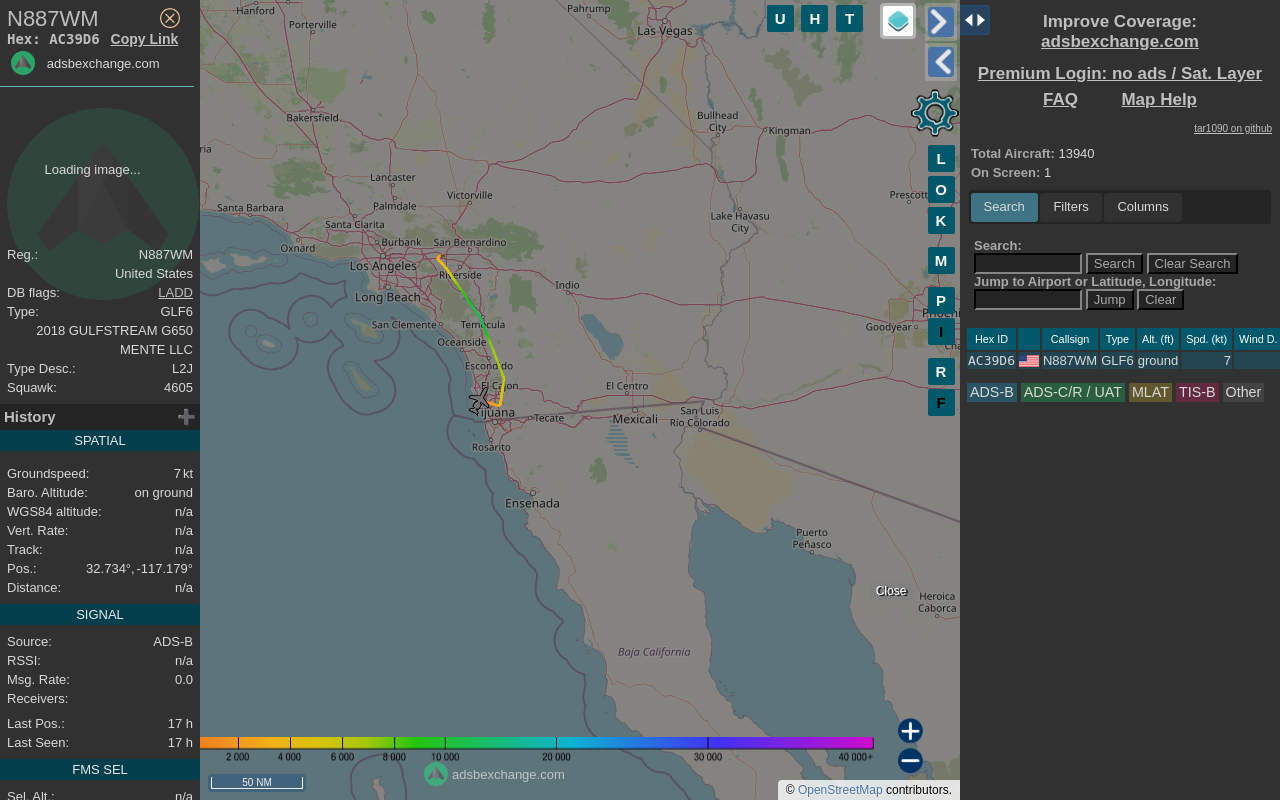 N887WM
Hex: AC39D6 Copy Link
adsbexchange.com
Loading image...
Reg.: N887WM
United States
DB flags: LADD
Type: GLF6
2018 GULFSTREAM G650
MENTE LLC
Type Desc.: L2J
Squawk: 4605
History
SPATIAL
Groundspeed: 7 kt
Baro. Altitude: on ground
WGS84 altitude: n/a
Vert. Rate: n/a
Track: n/a
Pos.: 32.734°, -117.179°
Distance: n/a
SIGNAL
Source: ADS-B
RSSI: n/a
Msg. Rate: 0.0
Receivers:
Last Pos.: 17 h
Last Seen: 17 h
FMS SEL
Sel. Alt.: n/a
Hanford
Porterville
Pahrump
Las Vegas
Bakersfield
Bullhead
City
Kingman
Lancaster
Palmdale
Victorville
Prescott
Santa Barbara
Santa Clarita
Lake Havasu
City
Oxnard
Burbank
San Bernardino
Los Angeles
Riverside
Long Beach
Indio
San Clemente
Temecula
Goodyear
Phoenix
Cha
Oceanside
Escondido
El Cajon
El Centro
Tijuana
Tecate
Mexicali
San Luis
Río Colorado
Rosarito
Ensenada
Puerto
Peñasco
Heroica
Caborca
Baja California
Close
U H T
L
O
K
M
P
I
R
F
2 000 4 000 6 000 8 000 10 000 20 000 30 000 40 000+
50 NM
adsbexchange.com
© OpenStreetMap contributors.
Improve Coverage:
adsbexchange.com
Premium Login: no ads / Sat. Layer
FAQ Map Help
tar1090 on github
Total Aircraft: 13940
On Screen: 1
Search Filters Columns
Search:
Search Clear Search
Jump to Airport or Latitude, Longitude:
Jump Clear
Hex ID Callsign Type Alt. (ft) Spd. (kt) Wind D.
AC39D6 N887WM GLF6 ground 7
ADS-B ADS-C/R / UAT MLAT TIS-B Other